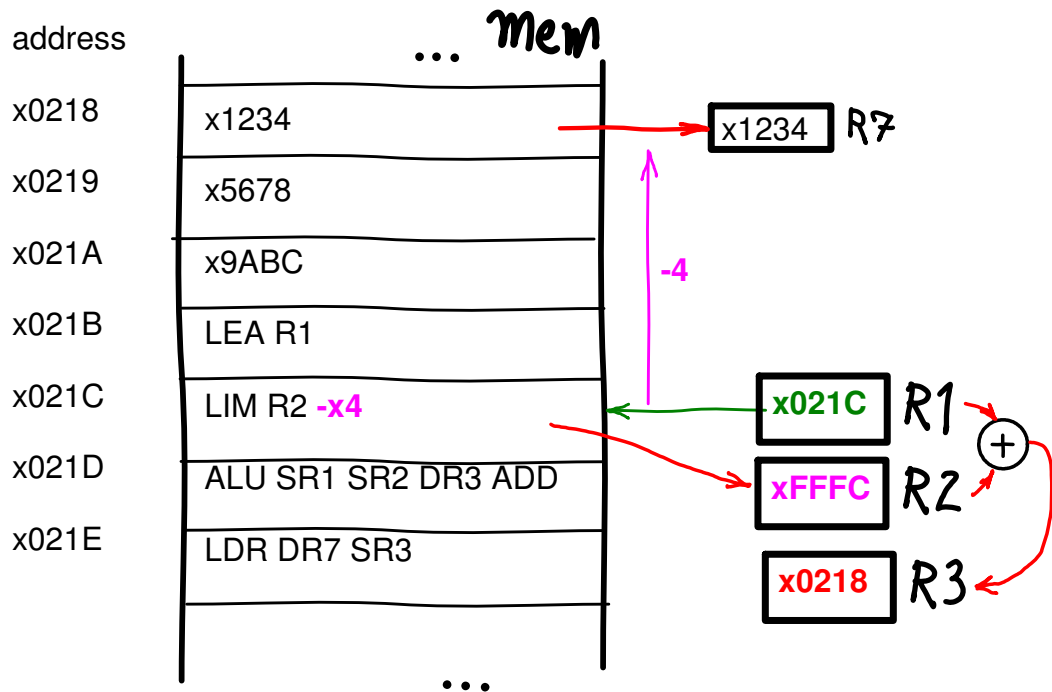 address ... mem
x0218 x1234 x1234 R7
x0219 x5678
x021A x9ABC -4
x021B LEA R1
x021C LIM R2 -x4 x021C R1
+
x021D ALU SR1 SR2 DR3 ADD xFFFC R2
x021E LDR DR7 SR3 x0218 R3
...